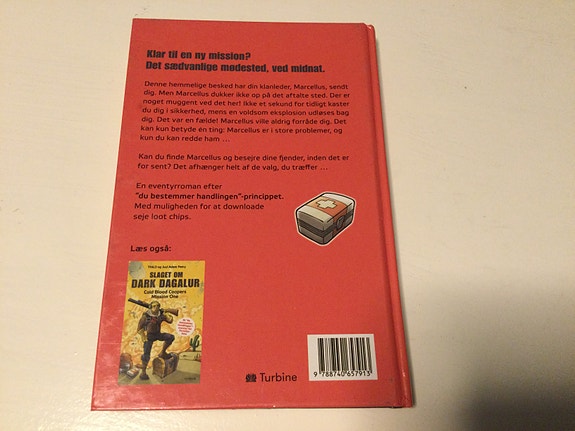 Klar til en ny mission?
Det sædvanlige mødested, ved midnat.
Denne hemmelige besked har din klanleder, Marcellus, sendt
dig. Men Marcellus dukker ikke op på det aftalte sted. Der er
noget muggent ved det her! Ikke et sekund for tidligt kaster
du dig i sikkerhed, mens en voldsom eksplosion udløses bag
dig. Det var en fælde! Marcellus ville aldrig forråde dig. Det
kan kun betyde én ting: Marcellus er i store problemer, og
kun du kan redde ham ...
Kan du finde Marcellus og besejre dine fjender, inden det er
for sent? Det afhænger helt af de valg, du træffer ...
En eventyrroman efter
"du bestemmer handlingen"-princippet.
Med muligheden for at downloade
seje loot chips.
Læs også:
SLAGET OM
DARK DAGALUR
Cold Blood Coopers
Missine One
Turbine
9 788740 657913